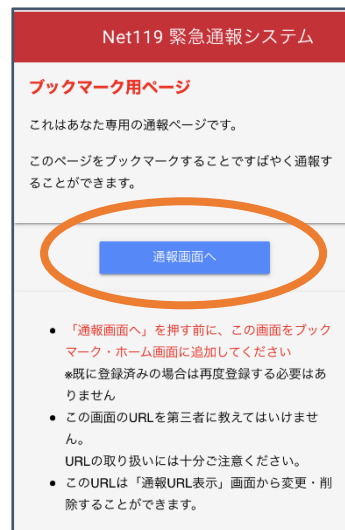 Net119 緊急通報システム
ブックマーク用ページ
これはあなた専用の通報ページです。
このページをブックマークすることですばやく通報す
ることができます。
通報画面へ
● 「通報画面へ」を押す前に、この画面をブック
マーク・ホーム画面に追加してください
※既に登録済みの場合は再度登録する必要はあ
りません
● この画面のURLを第三者に教えてはいけませ
ん。
URLの取り扱いには十分ご注意ください。
● このURLは「通報URL表示」画面から変更・削
除することができます。